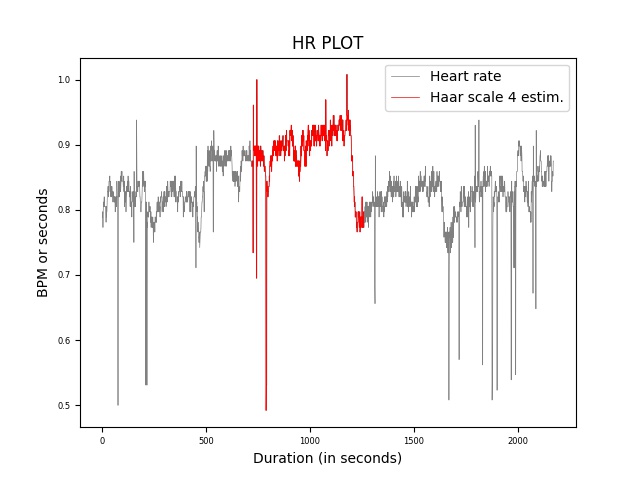 HR PLOT
Heart rate
Haar scale 4 estim.
BPM or seconds
1.0
0.9
0.8
0.7
0.6
0.5
0 500 1000 1500 2000
Duration (in seconds)